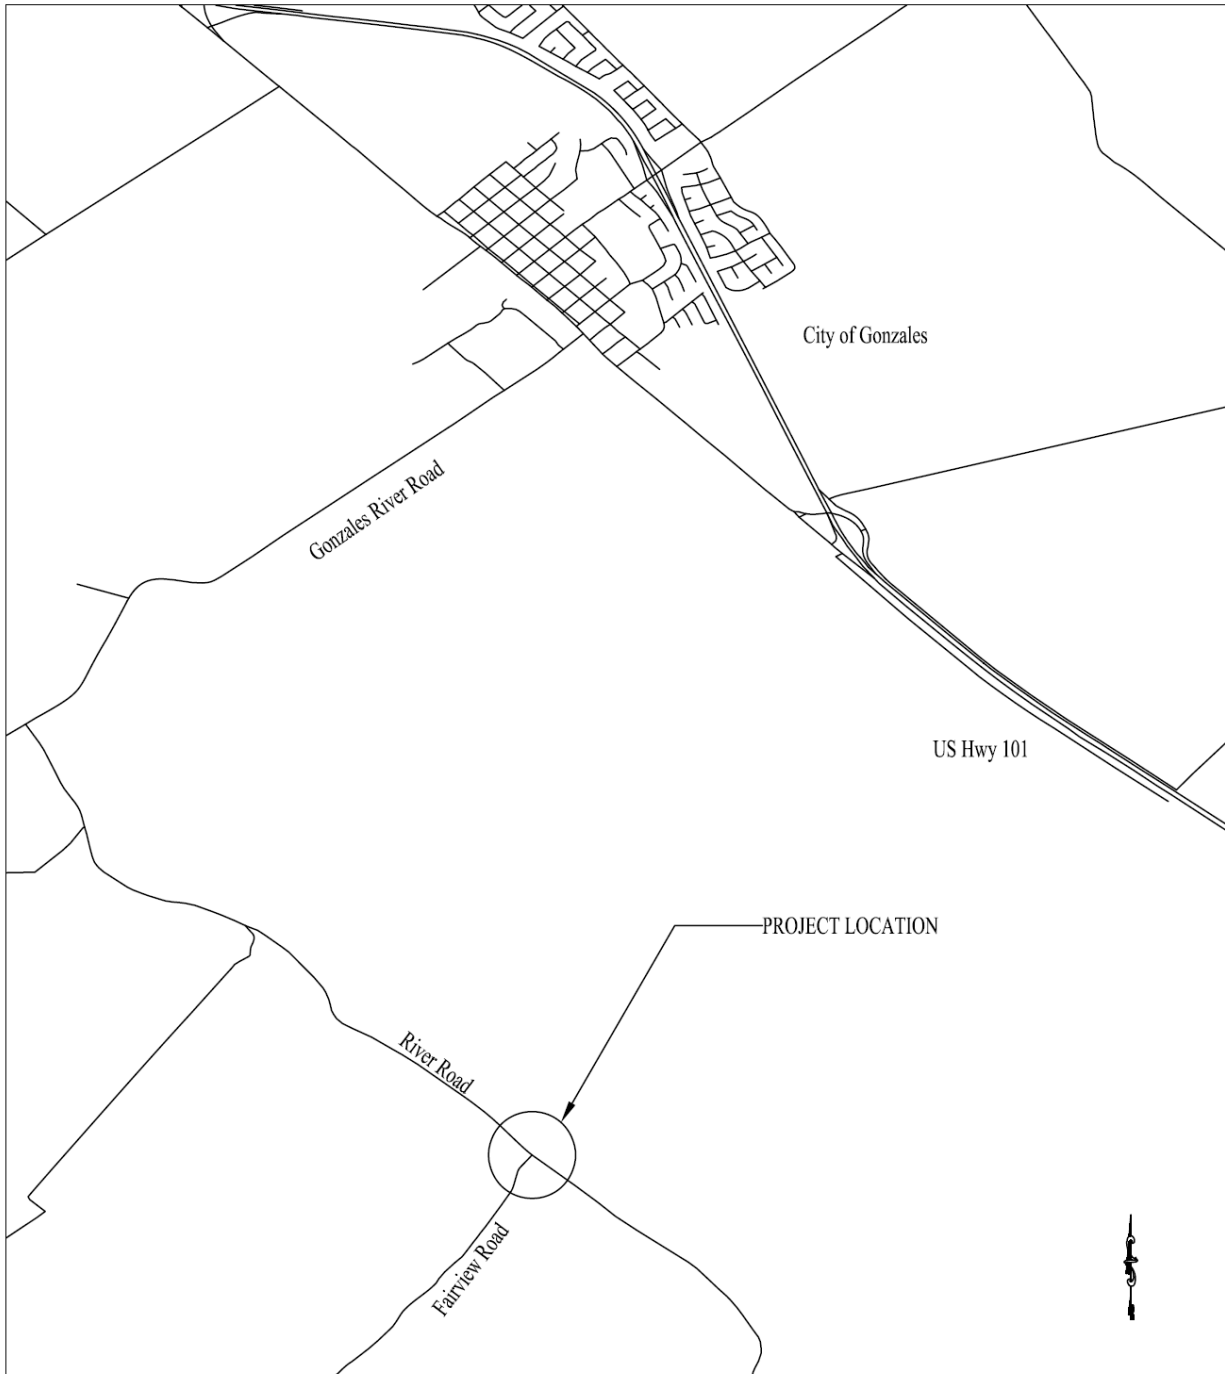 City of Gonzales
Gonzales River Road
US Hwy 101
PROJECT LOCATION
River Road
Fairview Road